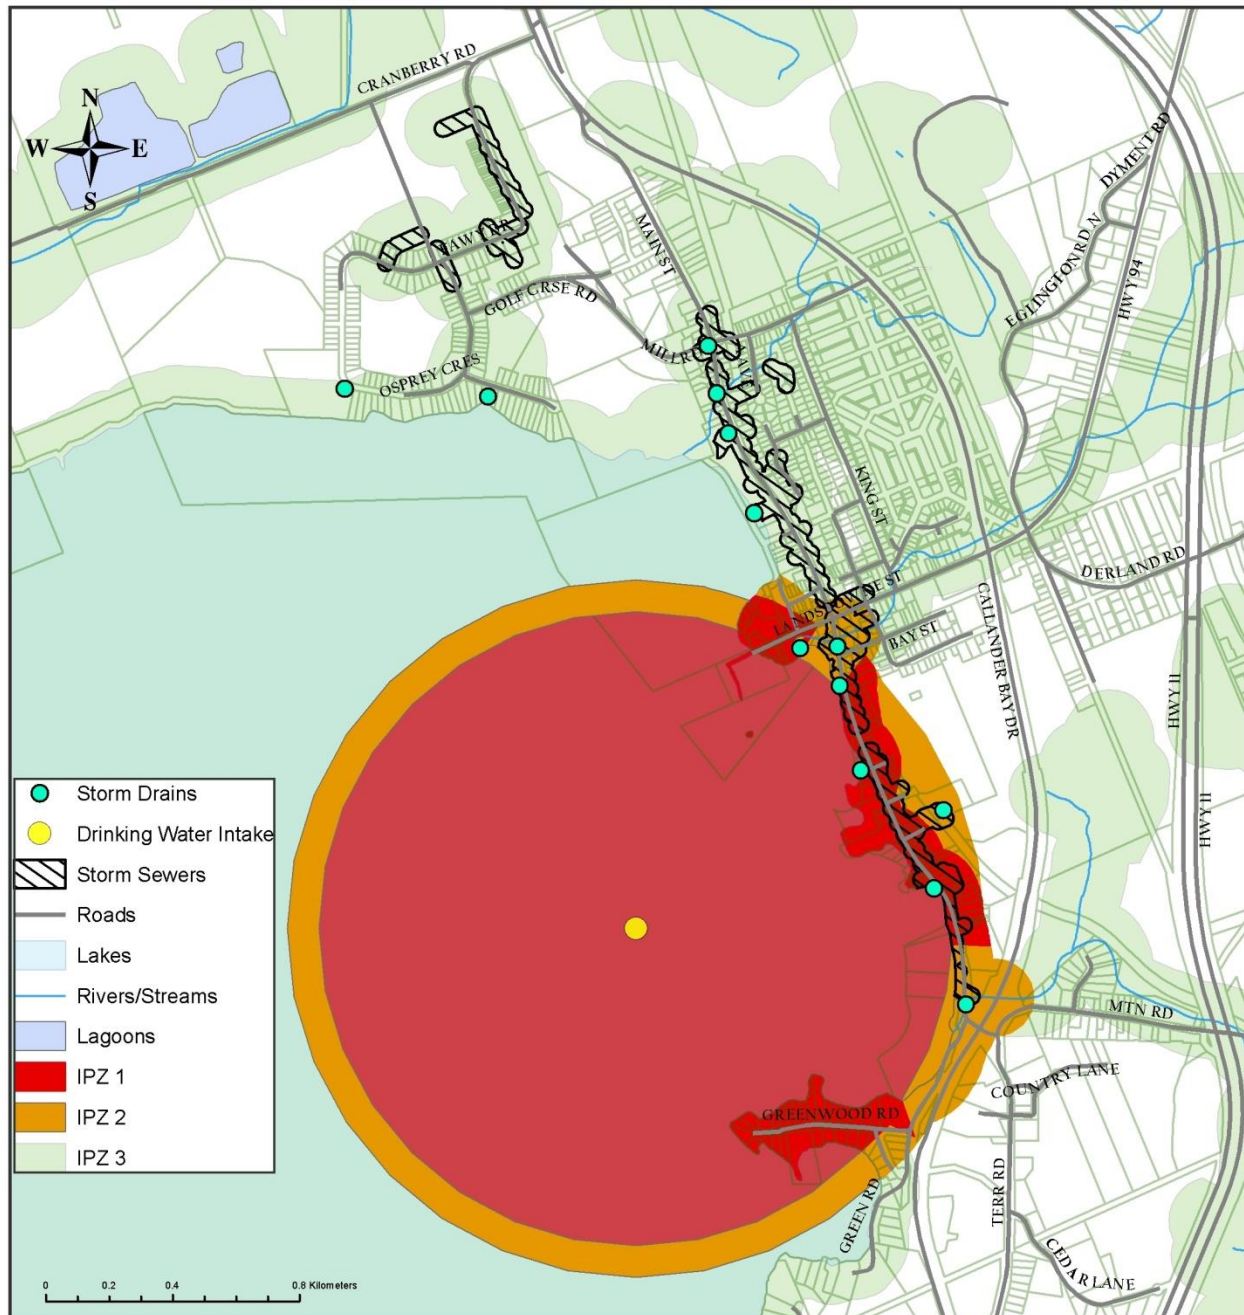 CRANBERRY RD
N
W E
S
DYMENT RD
MAIN ST
EGLINGTON RD N
HWY 94
GOLF CRSE RD
OSPREY CRES
KING ST
DERLAND RD
LANDSDOWNE ST
BAY ST
CALLANDER BAY DR
HWY 11
HWY 11
Storm Drains
Drinking Water Intake
Storm Sewers
Roads
Lakes
Rivers/Streams
Lagoons
IPZ 1
IPZ 2
IPZ 3
MTN RD
COUNTRY LANE
GREENWOOD RD
TERR RD
GREEN RD
CEDAR LANE
0 0.2 0.4 0.8 Kilometers